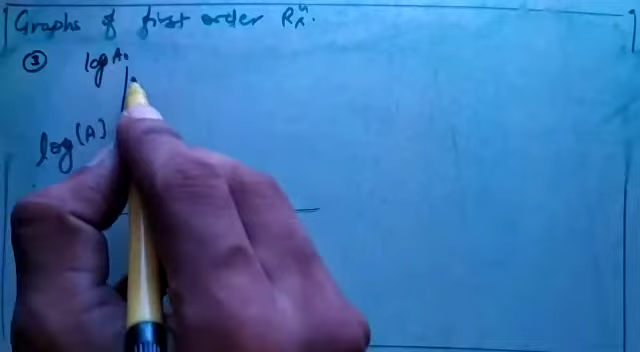 Graphs of first order Rxⁿ.
③ log A₀
log[A]